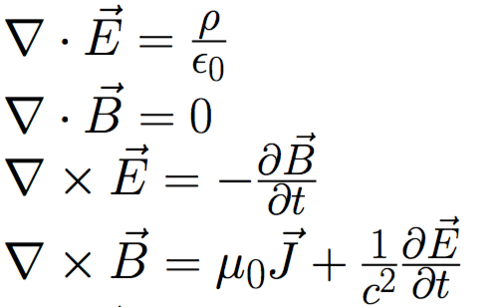 ∇ · E⃗ = ρ/ϵ₀
∇ · B⃗ = 0
∇ × E⃗ = −∂B⃗/∂t
∇ × B⃗ = μ₀J⃗ + 1/c² ∂E⃗/∂t